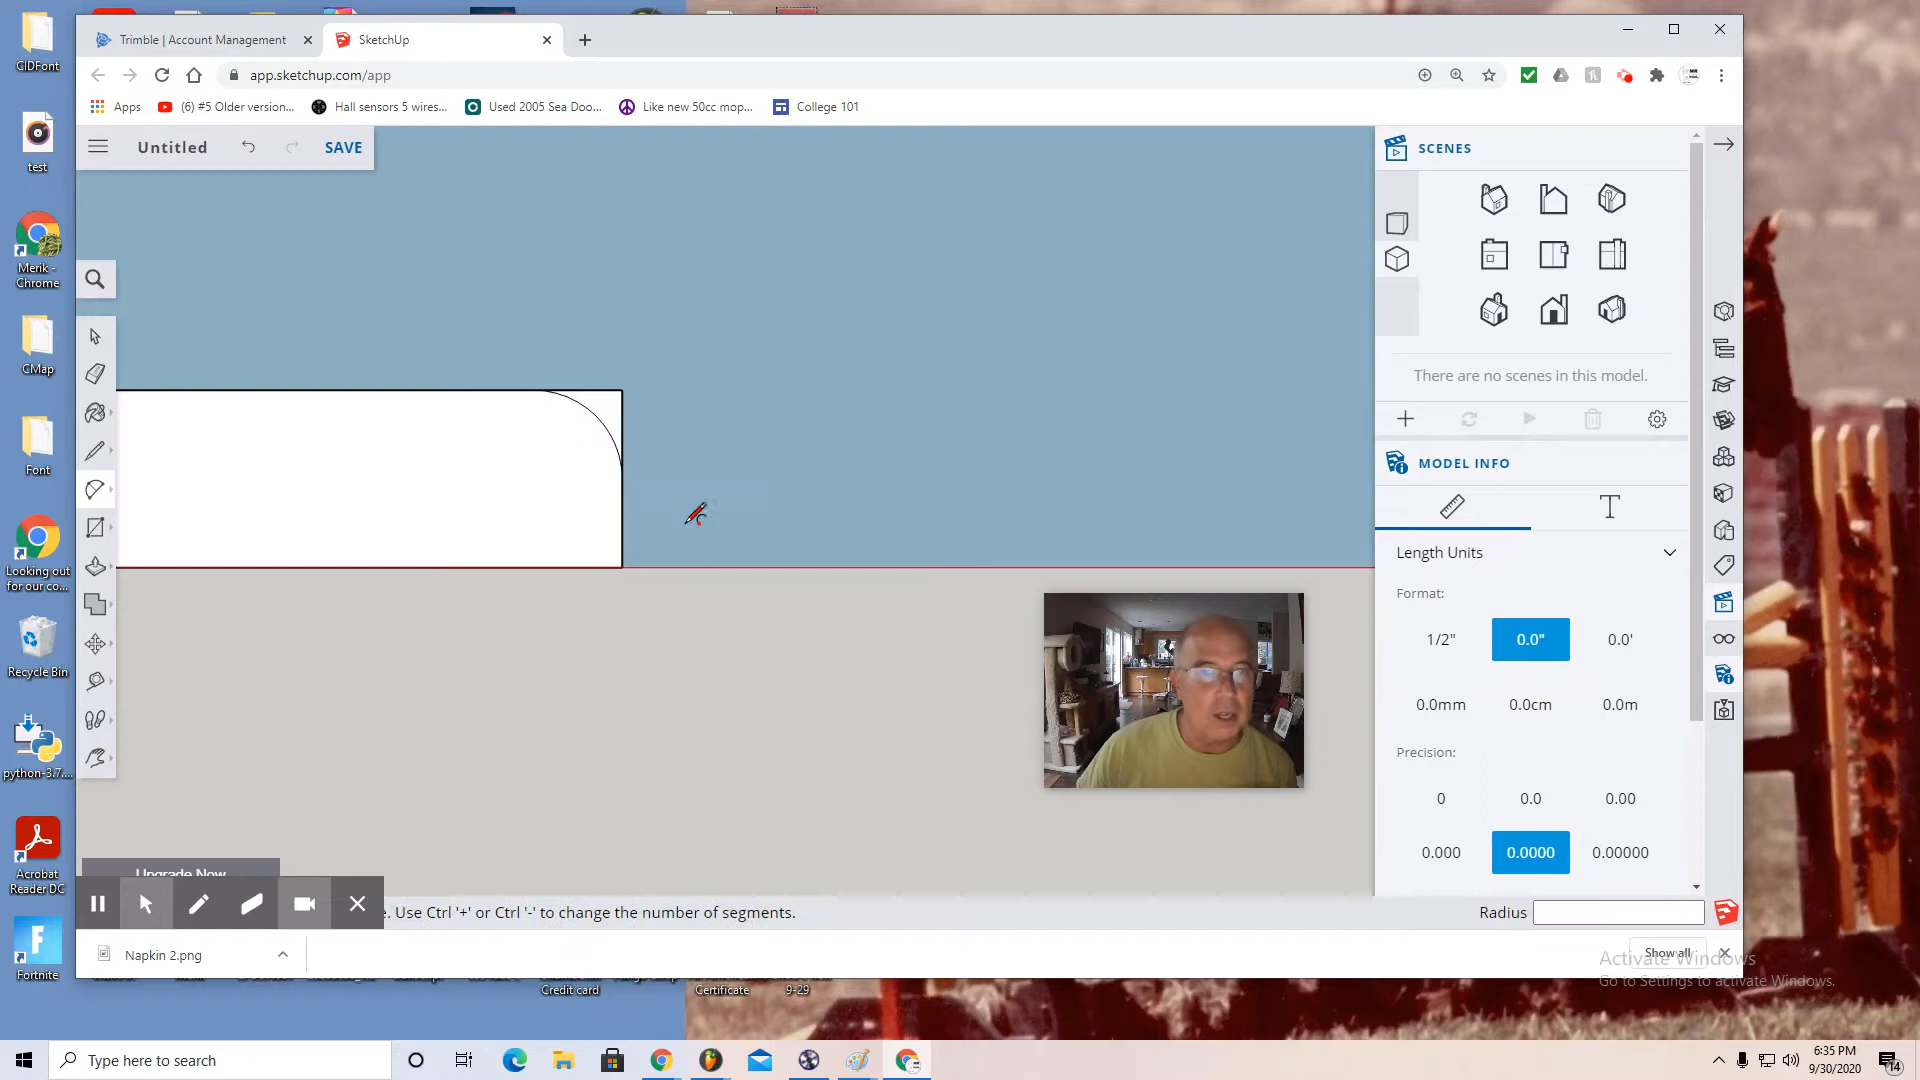 CIDFont
test
Merik -
Chrome
CMap
Font
Looking out
for our co...
Recycle Bin
python-3.7....
Acrobat
Reader DC
Fortnite
Trimble | Account Management
SketchUp
app.sketchup.com/app
Apps
(6) #5 Older version...
Hall sensors 5 wires...
Used 2005 Sea Doo...
Like new 50cc mop...
College 101
Untitled
SAVE
SCENES
There are no scenes in this model.
MODEL INFO
Length Units
Format:
1/2"
0.0"
0.0'
0.0mm
0.0cm
0.0m
Precision:
0
0.0
0.00
0.000
0.0000
0.00000
Upgrade Now
e. Use Ctrl '+' or Ctrl '-' to change the number of segments.
Radius
Napkin 2.png
Show all
Activate Windows
Go to Settings to activate Windows.
Credit card
Certificate
9-29
Type here to search
6:35 PM
9/30/2020
14